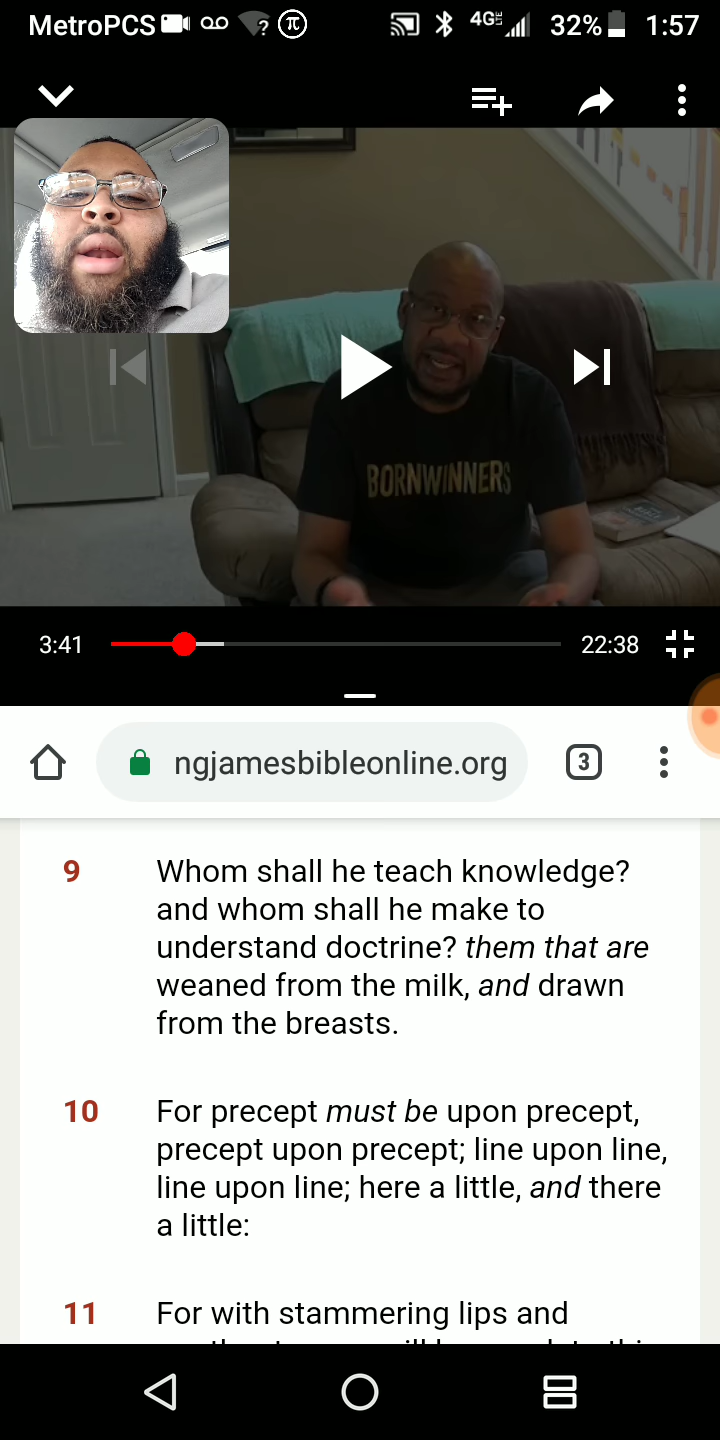 MetroPCS ? π 4G LTE 32% 1:57
BORNWINNERS
3:41 22:38
ngjamesbibleonline.org 3
9 Whom shall he teach knowledge?
and whom shall he make to
understand doctrine? them that are
weaned from the milk, and drawn
from the breasts.
10 For precept must be upon precept,
precept upon precept; line upon line,
line upon line; here a little, and there
a little:
11 For with stammering lips and